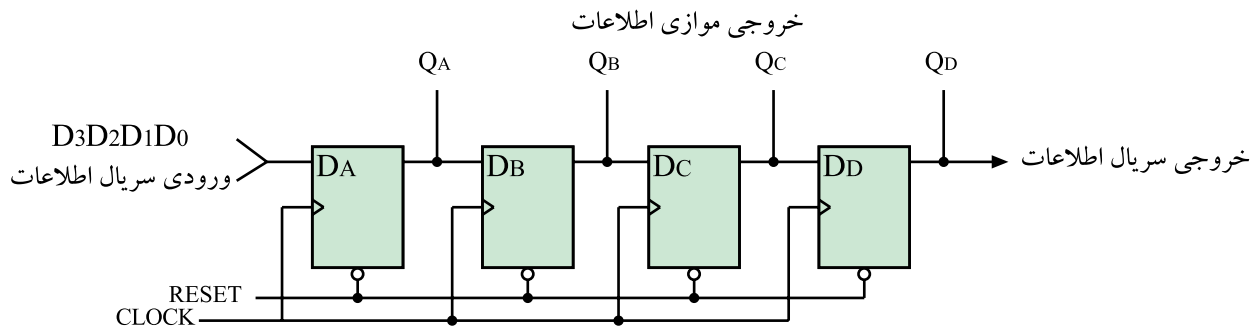 خروجی موازی اطلاعات
QA QB QC QD
D3D2D1D0
ورودی سریال اطلاعات
DA DB DC DD
خروجی سریال اطلاعات
RESET
CLOCK